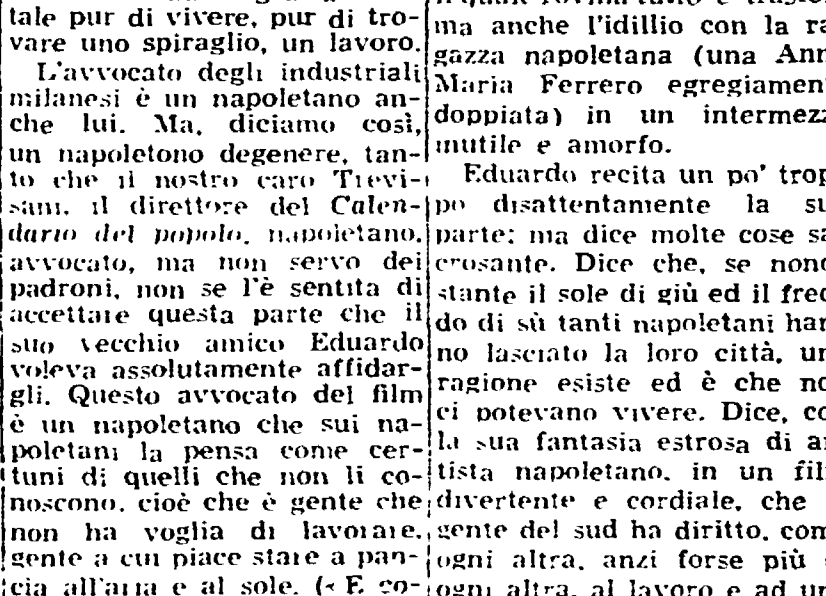 tale pur di vivere, pur di tro-
vare uno spiraglio, un lavoro.
L'avvocato degli industriali
milanesi è un napoletano an-
che lui. Ma, diciamo così,
un napoletono degenere, tan-
to che il nostro caro Trevi-
sani, il direttore del Calen-
dario del popolo, napoletano,
avvocato, ma non servo dei
padroni, non se l'è sentita di
accettare questa parte che il
suo vecchio amico Eduardo
voleva assolutamente affidar-
gli. Questo avvocato del film
è un napoletano che sui na-
poletani la pensa come cer-
tuni di quelli che non li co-
noscono, cioè che è gente che
non ha voglia di lavorare,
gente a cui piace stare a pan-
cia all'aria e al sole. (« E co-
ma anche l'idillio con la ra
gazza napoletana (una Ann
Maria Ferrero egregiamen
doppiata) in un intermezz
inutile e amorfo.
Eduardo recita un po' trop
po disattentamente la su
parte; ma dice molte cose sa
crosante. Dice che, se nono
stante il sole di giù ed il fred
do di sù tanti napoletani han
no lasciato la loro città, un
ragione esiste ed è che no
ci potevano vivere. Dice, co
la sua fantasia estrosa di ar
tista napoletano, in un fil
divertente e cordiale, che
gente del sud ha diritto, com
ogni altra, anzi forse più
ogni altra, al lavoro e ad un